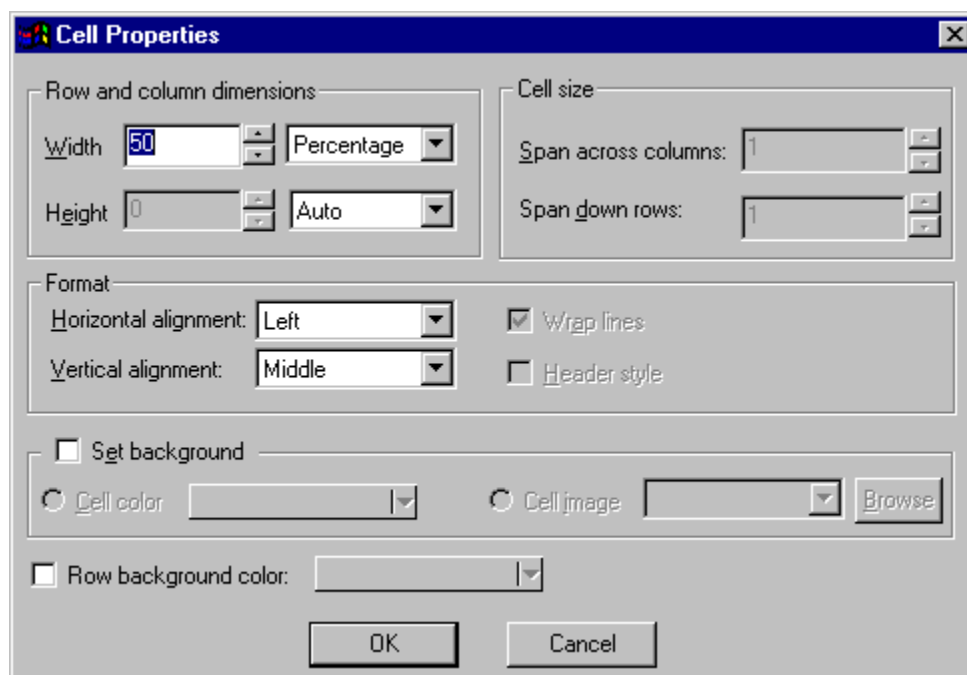 Cell Properties
Row and column dimensions
Width 50 Percentage
Height 0 Auto
Cell size
Span across columns: 1
Span down rows: 1
Format
Horizontal alignment: Left
Vertical alignment: Middle
Wrap lines
Header style
Set background
Cell color
Cell image
Browse
Row background color:
OK
Cancel